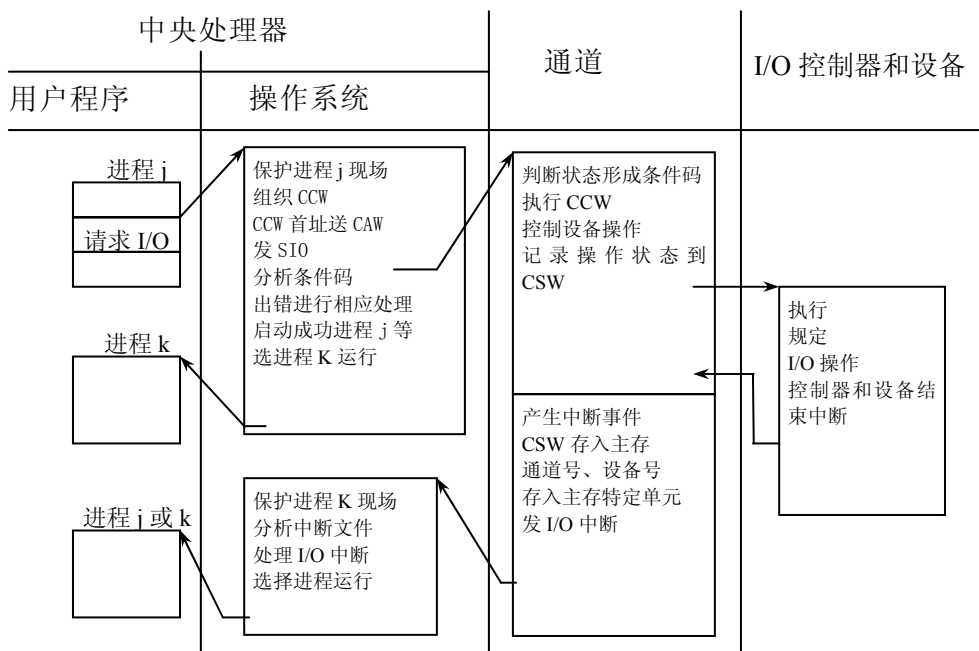 中央处理器
通道
I/O 控制器和设备
用户程序
操作系统
进程 j
请求 I/O
进程 k
进程 j 或 k
保护进程 j 现场
组织 CCW
CCW 首址送 CAW
发 SIO
分析条件码
出错进行相应处理
启动成功进程 j 等
选进程 K 运行
保护进程 K 现场
分析中断文件
处理 I/O 中断
选择进程运行
判断状态形成条件码
执行 CCW
控制设备操作
记录操作状态到
CSW
产生中断事件
CSW 存入主存
通道号、设备号
存入主存特定单元
发 I/O 中断
执行
规定
I/O 操作
控制器和设备结
束中断